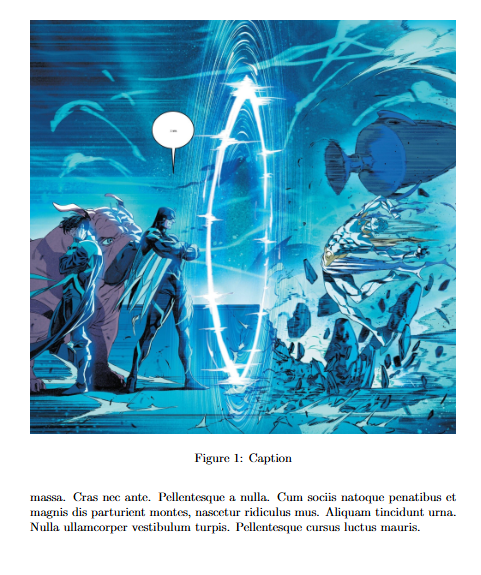 Figure 1: Caption
massa. Cras nec ante. Pellentesque a nulla. Cum sociis natoque penatibus et
magnis dis parturient montes, nascetur ridiculus mus. Aliquam tincidunt urna.
Nulla ullamcorper vestibulum turpis. Pellentesque cursus luctus mauris.